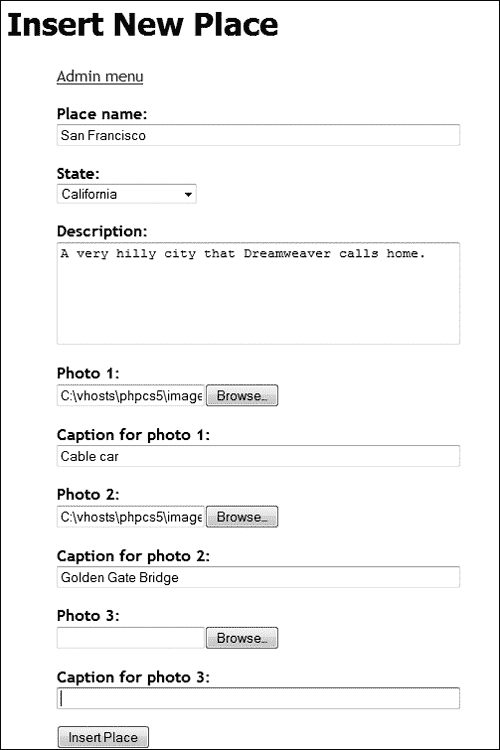 Insert New Place
Admin menu
Place name:
San Francisco
State:
California
Description:
A very hilly city that Dreamweaver calls home.
Photo 1:
C:\vhosts\phpcs5\image Browse...
Caption for photo 1:
Cable car
Photo 2:
C:\vhosts\phpcs5\image Browse...
Caption for photo 2:
Golden Gate Bridge
Photo 3:
Browse...
Caption for photo 3:
Insert Place